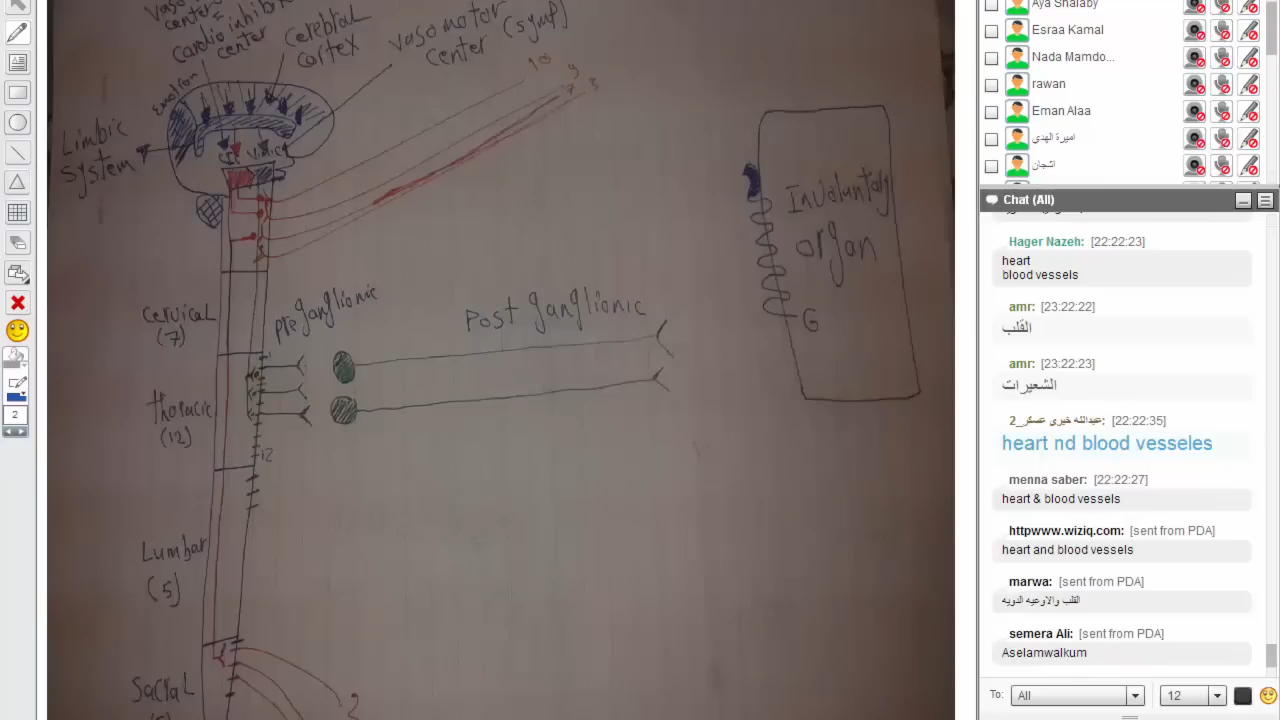 center
cardio inhibitory
center
vasomotor (symp)
center
Limbic
system
Involuntary
organ
G
Cervical
(7)
preganglionic
Post ganglionic
thoracic
(12)
12
Lumbar
(5)
Sacral
2
Aya Shalaby
Esraa Kamal
Nada Mamdo...
rawan
Eman Alaa
اميرة الهدي
اشجان
Chat (All)
Hager Nazeh: [22:22:23]
heart
blood vessels
amr: [23:22:22]
القلب
amr: [23:22:23]
الشعيرات
عبدالله خيري عسكر_2: [22:22:35]
heart nd blood vesseles
menna saber: [22:22:27]
heart & blood vessels
httpwww.wiziq.com: [sent from PDA]
heart and blood vessels
marwa: [sent from PDA]
القلب والاوعيه الدويه
semera Ali: [sent from PDA]
Aselamwalkum
To: All 12
2